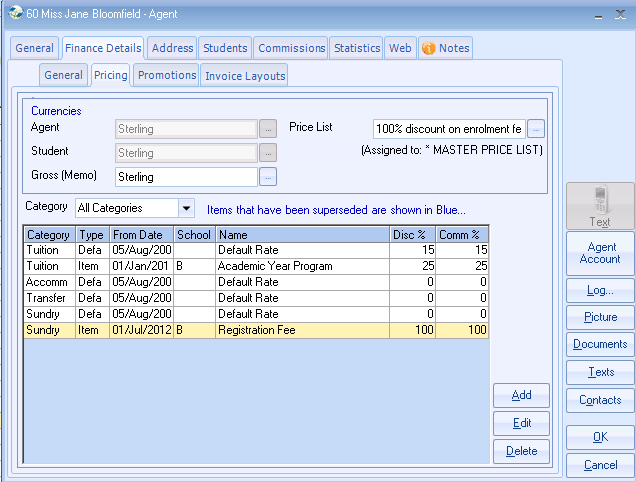 60 Miss Jane Bloomfield - Agent
General Finance Details Address Students Commissions Statistics Web Notes
General Pricing Promotions Invoice Layouts
Currencies
Agent Sterling ... Price List 100% discount on enrolment fe ...
Student Sterling ... (Assigned to: * MASTER PRICE LIST)
Gross (Memo) Sterling ...
Category All Categories Items that have been superseded are shown in Blue...
Category Type From Date School Name Disc % Comm %
Tuition Defa 05/Aug/200 Default Rate 15 15
Tuition Item 01/Jan/201 B Academic Year Program 25 25
Accomm Defa 05/Aug/200 Default Rate 0 0
Transfer Defa 05/Aug/200 Default Rate 0 0
Sundry Defa 05/Aug/200 Default Rate 0 0
Sundry Item 01/Jul/2012 B Registration Fee 100 100
Add
Edit
Delete
Text
Agent
Account
Log...
Picture
Documents
Texts
Contacts
OK
Cancel